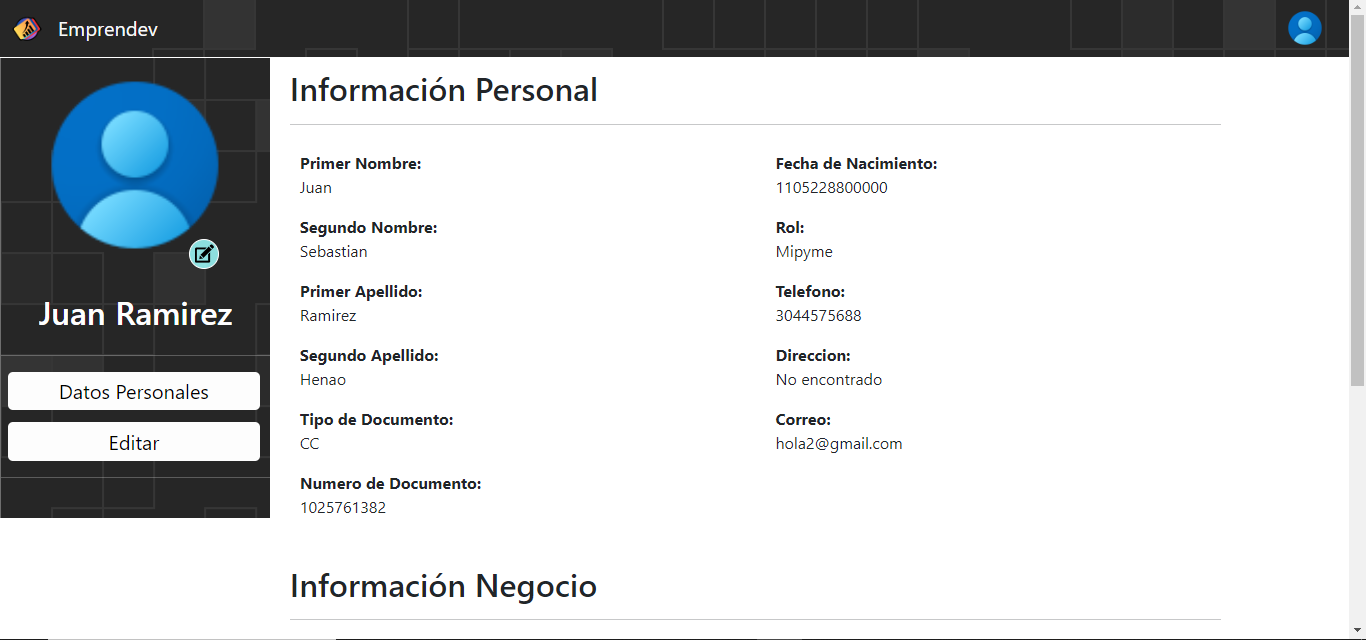 Emprendev
Juan Ramirez
Datos Personales
Editar
Información Personal
Primer Nombre:
Juan
Segundo Nombre:
Sebastian
Primer Apellido:
Ramirez
Segundo Apellido:
Henao
Tipo de Documento:
CC
Numero de Documento:
1025761382
Fecha de Nacimiento:
1105228800000
Rol:
Mipyme
Telefono:
3044575688
Direccion:
No encontrado
Correo:
hola2@gmail.com
Información Negocio